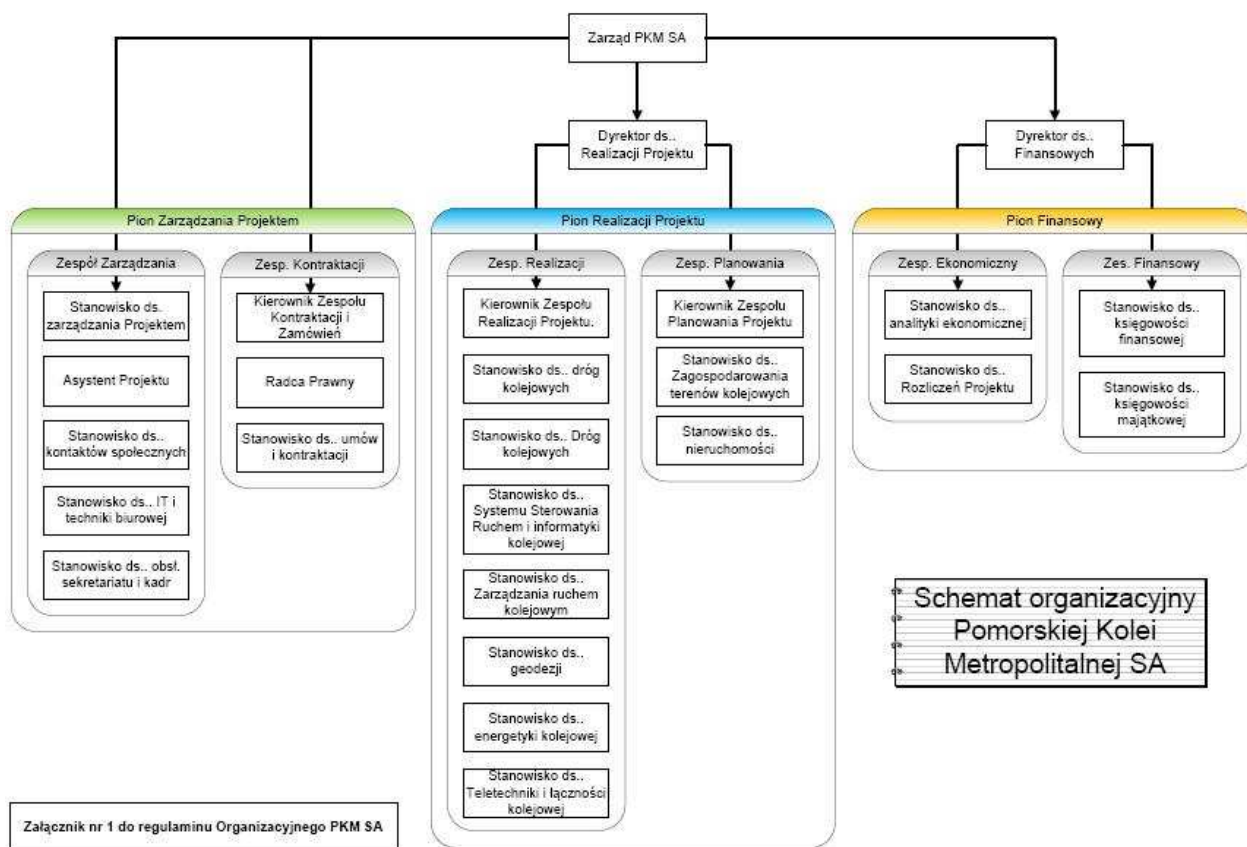 Zarząd PKM SA
Dyrektor ds..
Realizacji Projektu
Dyrektor ds..
Finansowych
Pion Zarządzania Projektem
Zespół Zarządzania
Stanowisko ds.
zarządzania Projektem
Asystent Projektu
Stanowisko ds..
kontaktów społecznych
Stanowisko ds.. IT i
techniki biurowej
Stanowisko ds.. obsł.
sekretariatu i kadr
Zesp. Kontraktacji
Kierownik Zespołu
Kontraktacji i
Zamówień
Radca Prawny
Stanowisko ds.. umów
i kontraktacji
Pion Realizacji Projektu
Zesp. Realizacji
Kierownik Zespołu
Realizacji Projektu.
Stanowisko ds.. dróg
kolejowych
Stanowisko ds.. Dróg
kolejowych
Stanowisko ds..
Systemu Sterowania
Ruchem i informatyki
kolejowej
Stanowisko ds..
Zarządzania ruchem
kolejowym
Stanowisko ds..
geodezji
Stanowisko ds..
energetyki kolejowej
Stanowisko ds..
Teletechniki i łączności
kolejowej
Zesp. Planowania
Kierownik Zespołu
Planowania Projektu
Stanowisko ds..
Zagospodarowania
terenów kolejowych
Stanowisko ds..
nieruchomości
Pion Finansowy
Zesp. Ekonomiczny
Stanowisko ds..
analityki ekonomicznej
Stanowisko ds..
Rozliczeń Projektu
Zes. Finansowy
Stanowisko ds..
księgowości
finansowej
Stanowisko ds..
księgowości
majątkowej
Schemat organizacyjny
Pomorskiej Kolei
Metropolitalnej SA
Załącznik nr 1 do regulaminu Organizacyjnego PKM SA